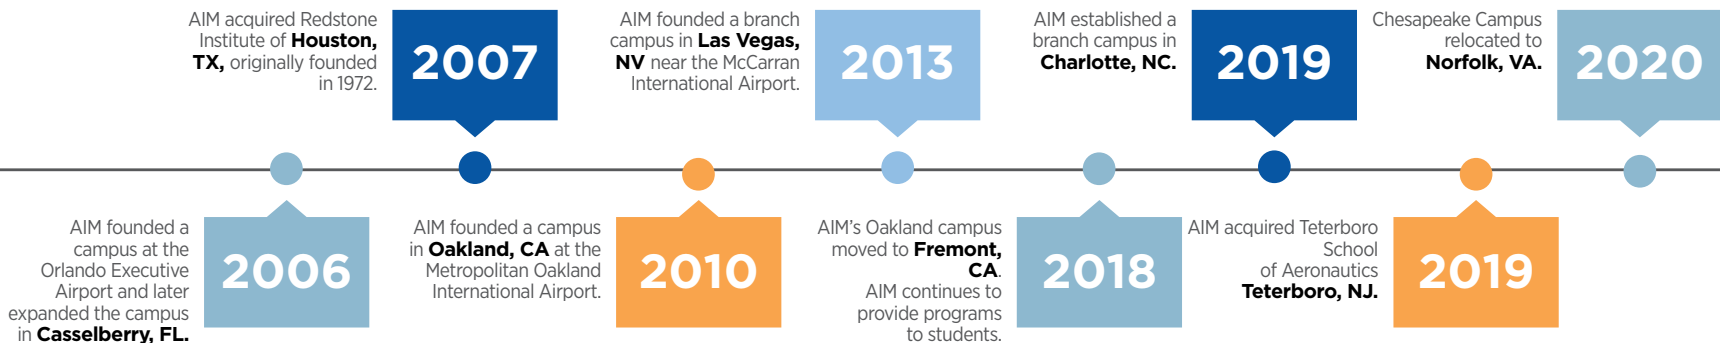 AIM founded a
campus at the
Orlando Executive
Airport and later
expanded the campus
in Casselberry, FL.
2006
AIM acquired Redstone
Institute of Houston,
TX, originally founded
in 1972.
2007
AIM founded a campus
in Oakland, CA at the
Metropolitan Oakland
International Airport.
2010
AIM founded a branch
campus in Las Vegas,
NV near the McCarran
International Airport.
2013
AIM's Oakland campus
moved to Fremont,
CA.
AIM continues to
provide programs
to students.
2018
AIM established a
branch campus in
Charlotte, NC.
2019
AIM acquired Teterboro
School
of Aeronautics
Teterboro, NJ.
2019
Chesapeake Campus
relocated to
Norfolk, VA.
2020